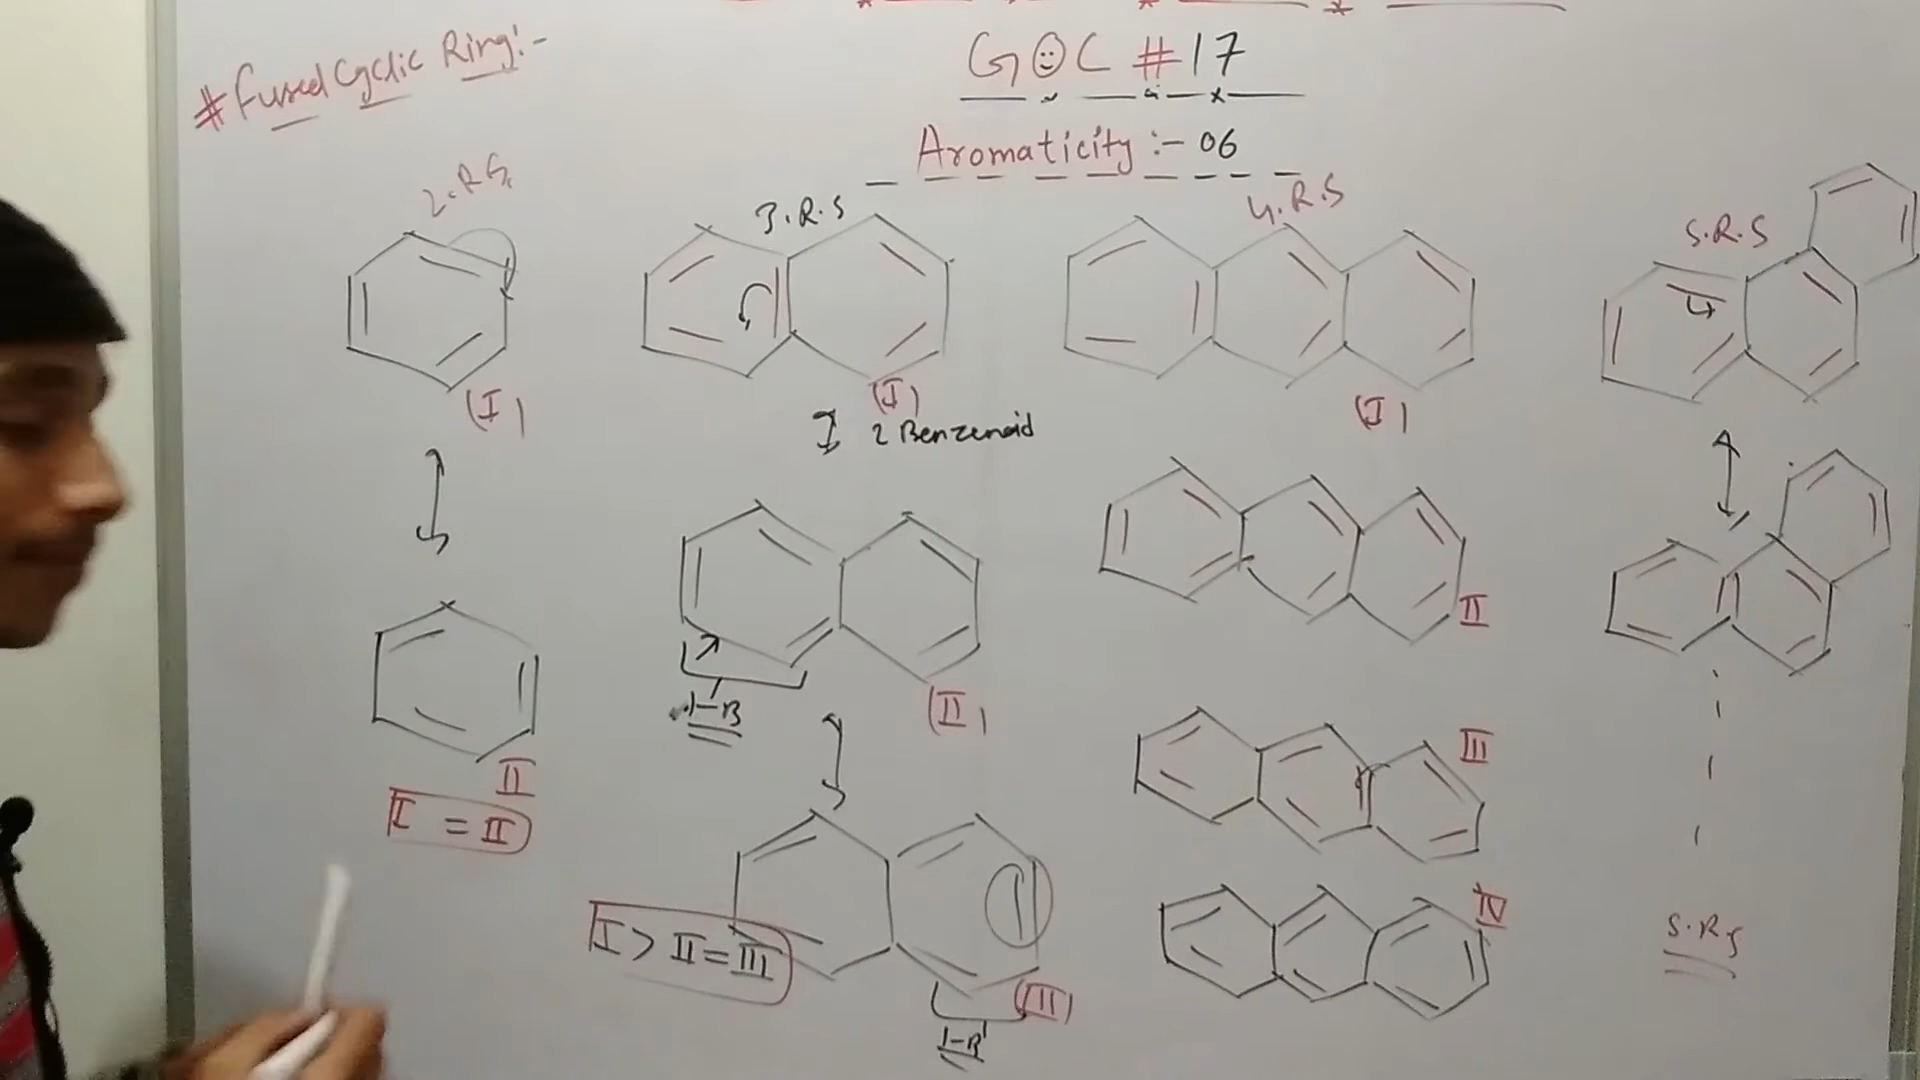 #Fused Cyclic Ring:-
GOC #17
Aromaticity :- 06
2.R.S.
3.R.S
4.R.S
5.R.S
(I)
(I)
(I)
I 2 Benzenoid
II
(II)
1-B
II
III
I = II
IV
I > II = III
(III)
1-B
5.R.S